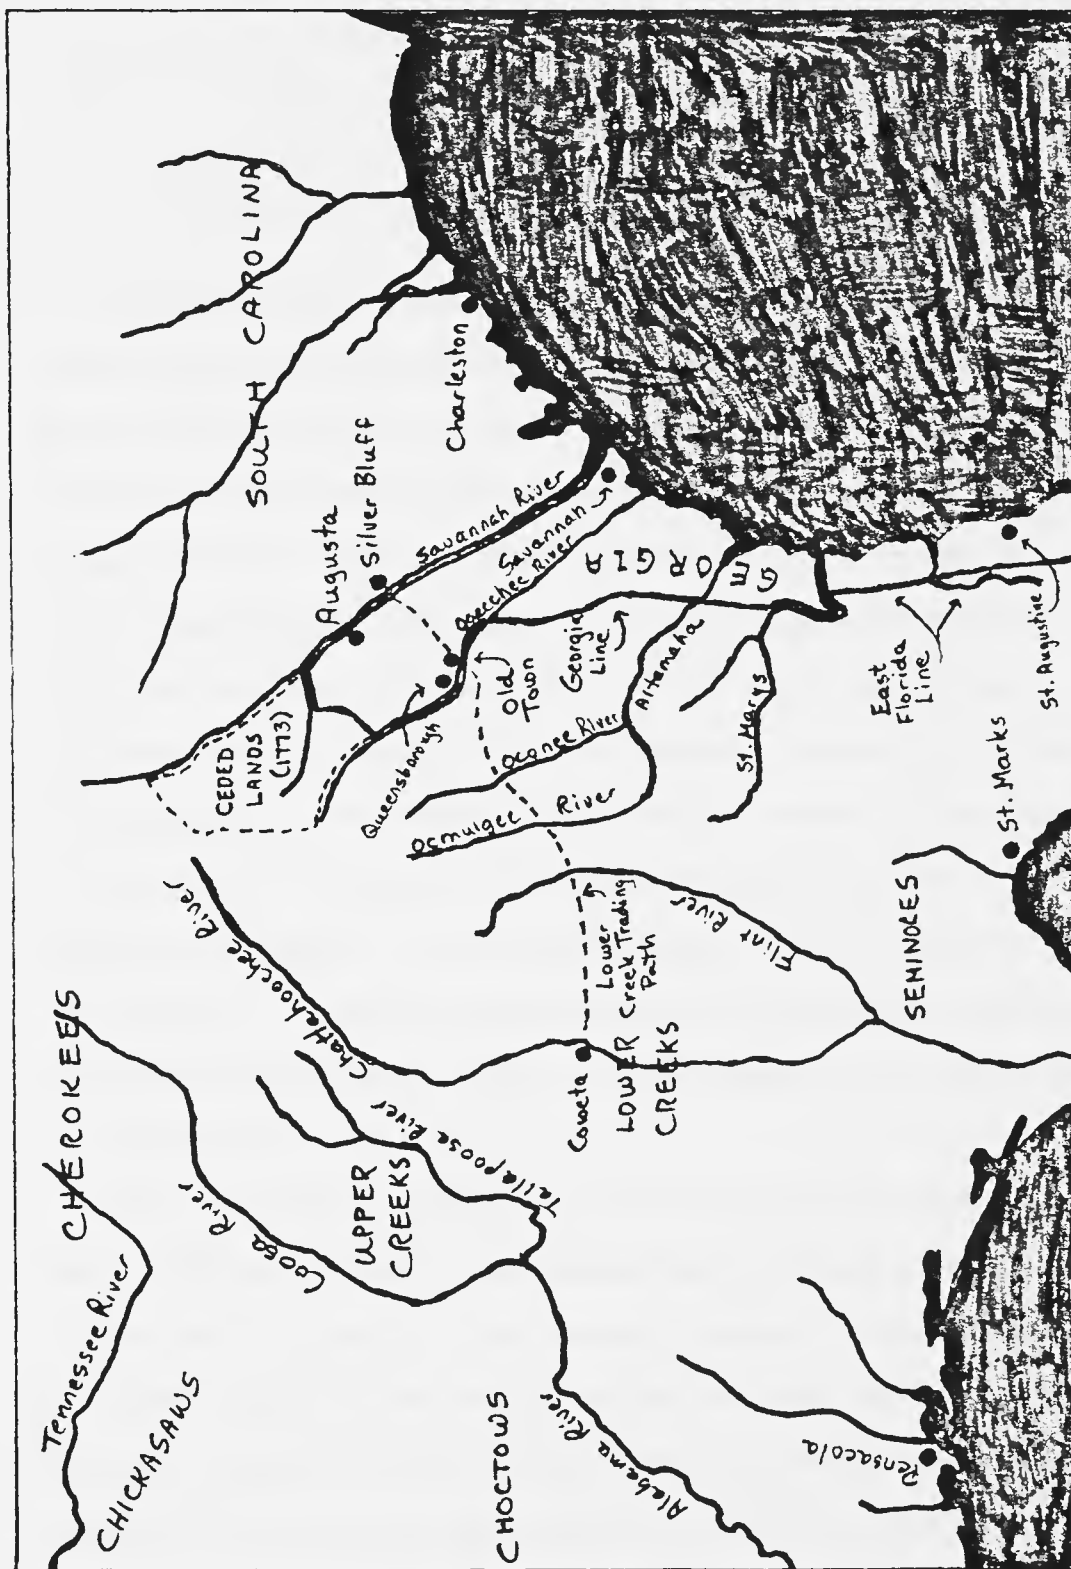 Tennessee River
CHEROKEES
CHICKASAWS
Coosa River
UPPER
CREEKS
Tallapoosa River
Chattahoochee River
CHOCTOWS
Alabama River
Pensacola
Coweta
LOWER
CREEKS
Lower
Creek Trading
Path
Flint River
SEMINOLES
St. Marks
CEDED
LANDS
(1773)
Queensborough
Ocmulgee River
Oconee River
Old
Town
Georgia
Line
Altamaha
St. Marys
East
Florida
Line
St. Augustine
GEORGIA
Augusta
Silver Bluff
Savannah River
Ogeechee River
Savannah
SOUTH CAROLINA
Charleston